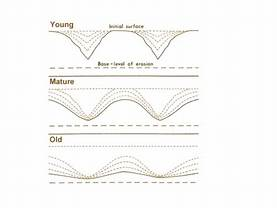 Young
Initial surface
Base-level of erosion
Mature
Old